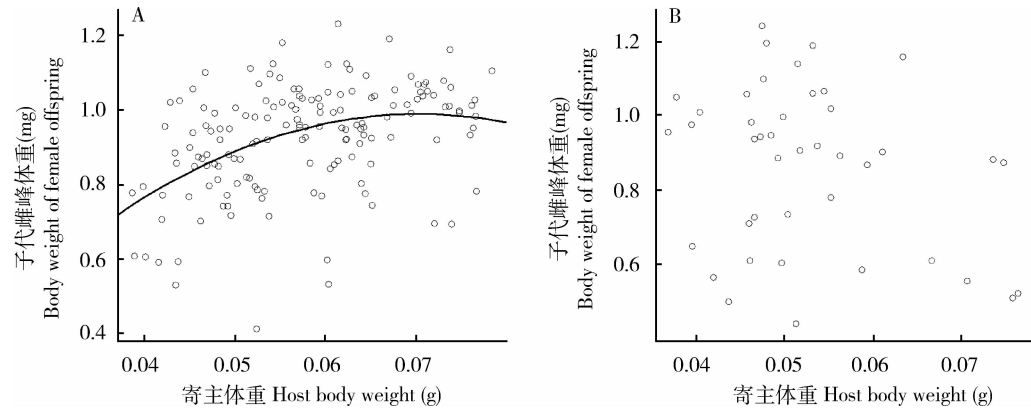 A
1.2
1.0
0.8
0.6
0.4
子代雌峰体重(mg)
Body weight of female offspring
0.04
0.05
0.06
0.07
寄主体重 Host body weight (g)
B
1.2
1.0
0.8
0.6
子代雌峰体重(mg)
Body weight of female offspring
0.04
0.05
0.06
0.07
寄主体重 Host body weight (g)